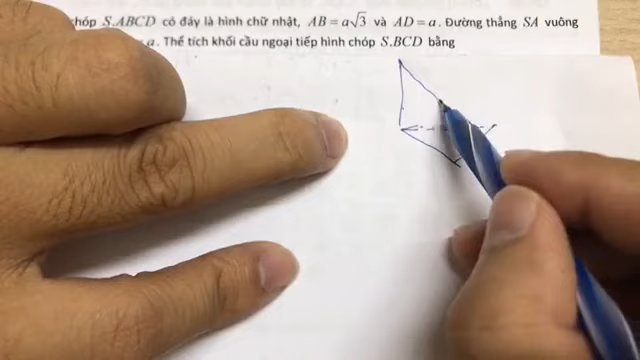 chóp S.ABCD có đáy là hình chữ nhật, AB = a√3 và AD = a. Đường thẳng SA vuông
a. Thể tích khối cầu ngoại tiếp hình chóp S.BCD bằng